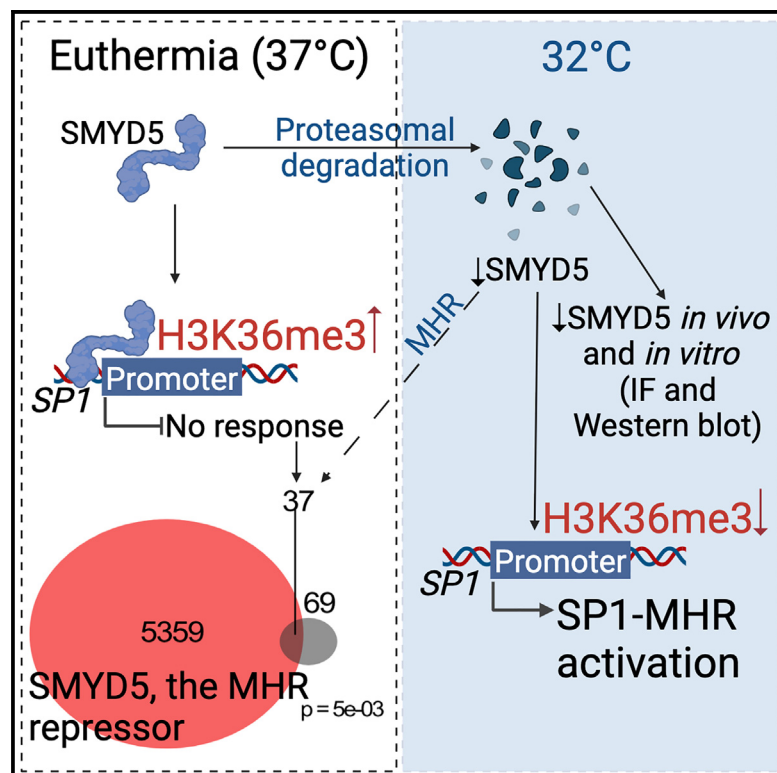 Euthermia (37°C)
SMYD5
Proteasomal
degradation
H3K36me3↑
SP1
Promoter
No response
MHR
37
69
5359
SMYD5, the MHR
repressor
p = 5e-03
32°C
↓SMYD5
↓SMYD5 in vivo
and in vitro
(IF and
Western blot)
H3K36me3↓
SP1
Promoter
SP1-MHR
activation